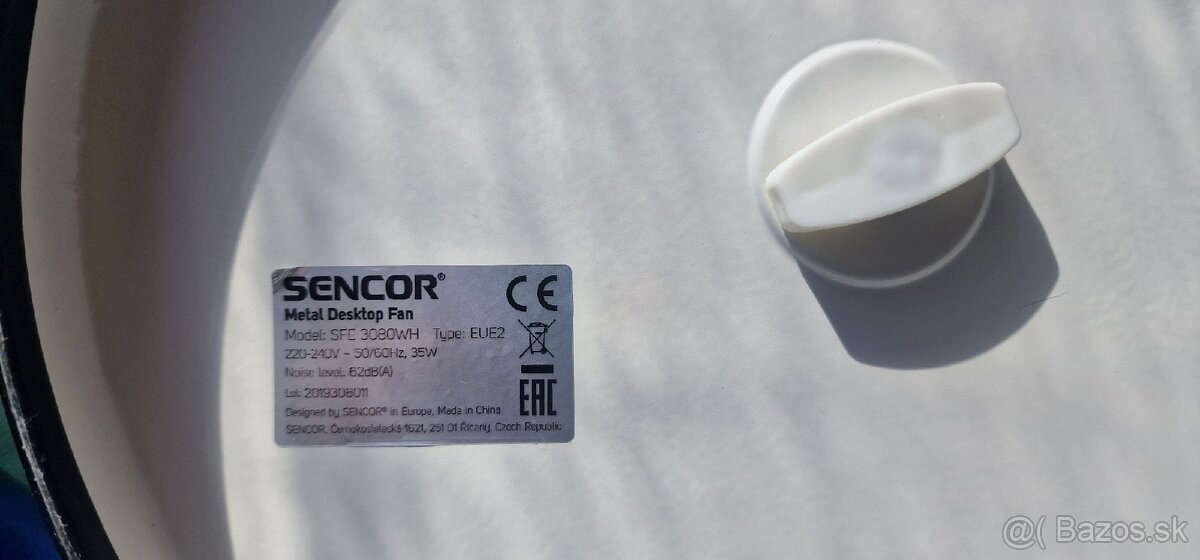 SENCOR®
CE
Metal Desktop Fan
Model: SFE 3080WH Type: EUE2
220-240V ~ 50/60Hz, 35W
Noise level: 62dB(A)
Lot: 2019308011
EAC
Designed by SENCOR® in Europe, Made in China
SENCOR, Černokostelecká 1621, 251 01 Říčany, Czech Republic
@( Bazos.sk